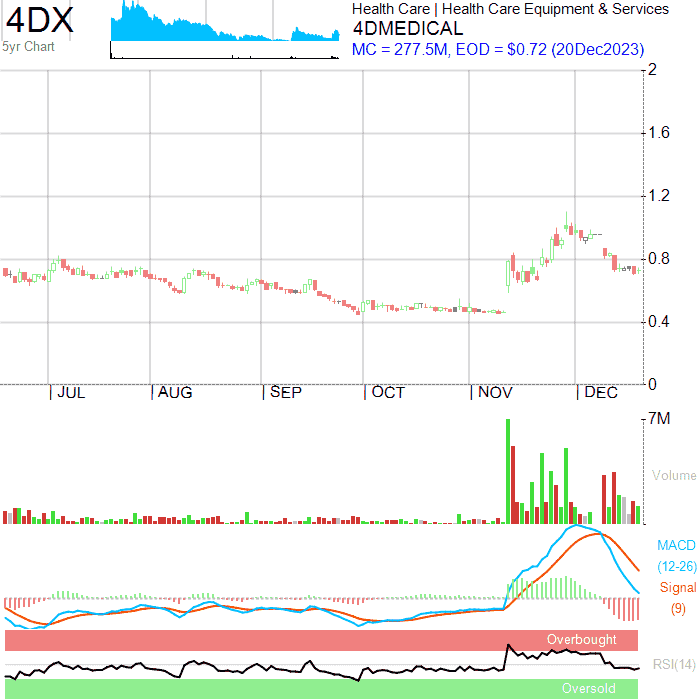 4DX
5yr Chart
Health Care | Health Care Equipment & Services
4DMEDICAL
MC = 277.5M, EOD = $0.72 (20Dec2023)
2
1.6
1.2
0.8
0.4
0
JUL AUG SEP OCT NOV DEC
7M
Volume
MACD
(12-26)
Signal
(9)
Overbought
RSI(14)
Oversold